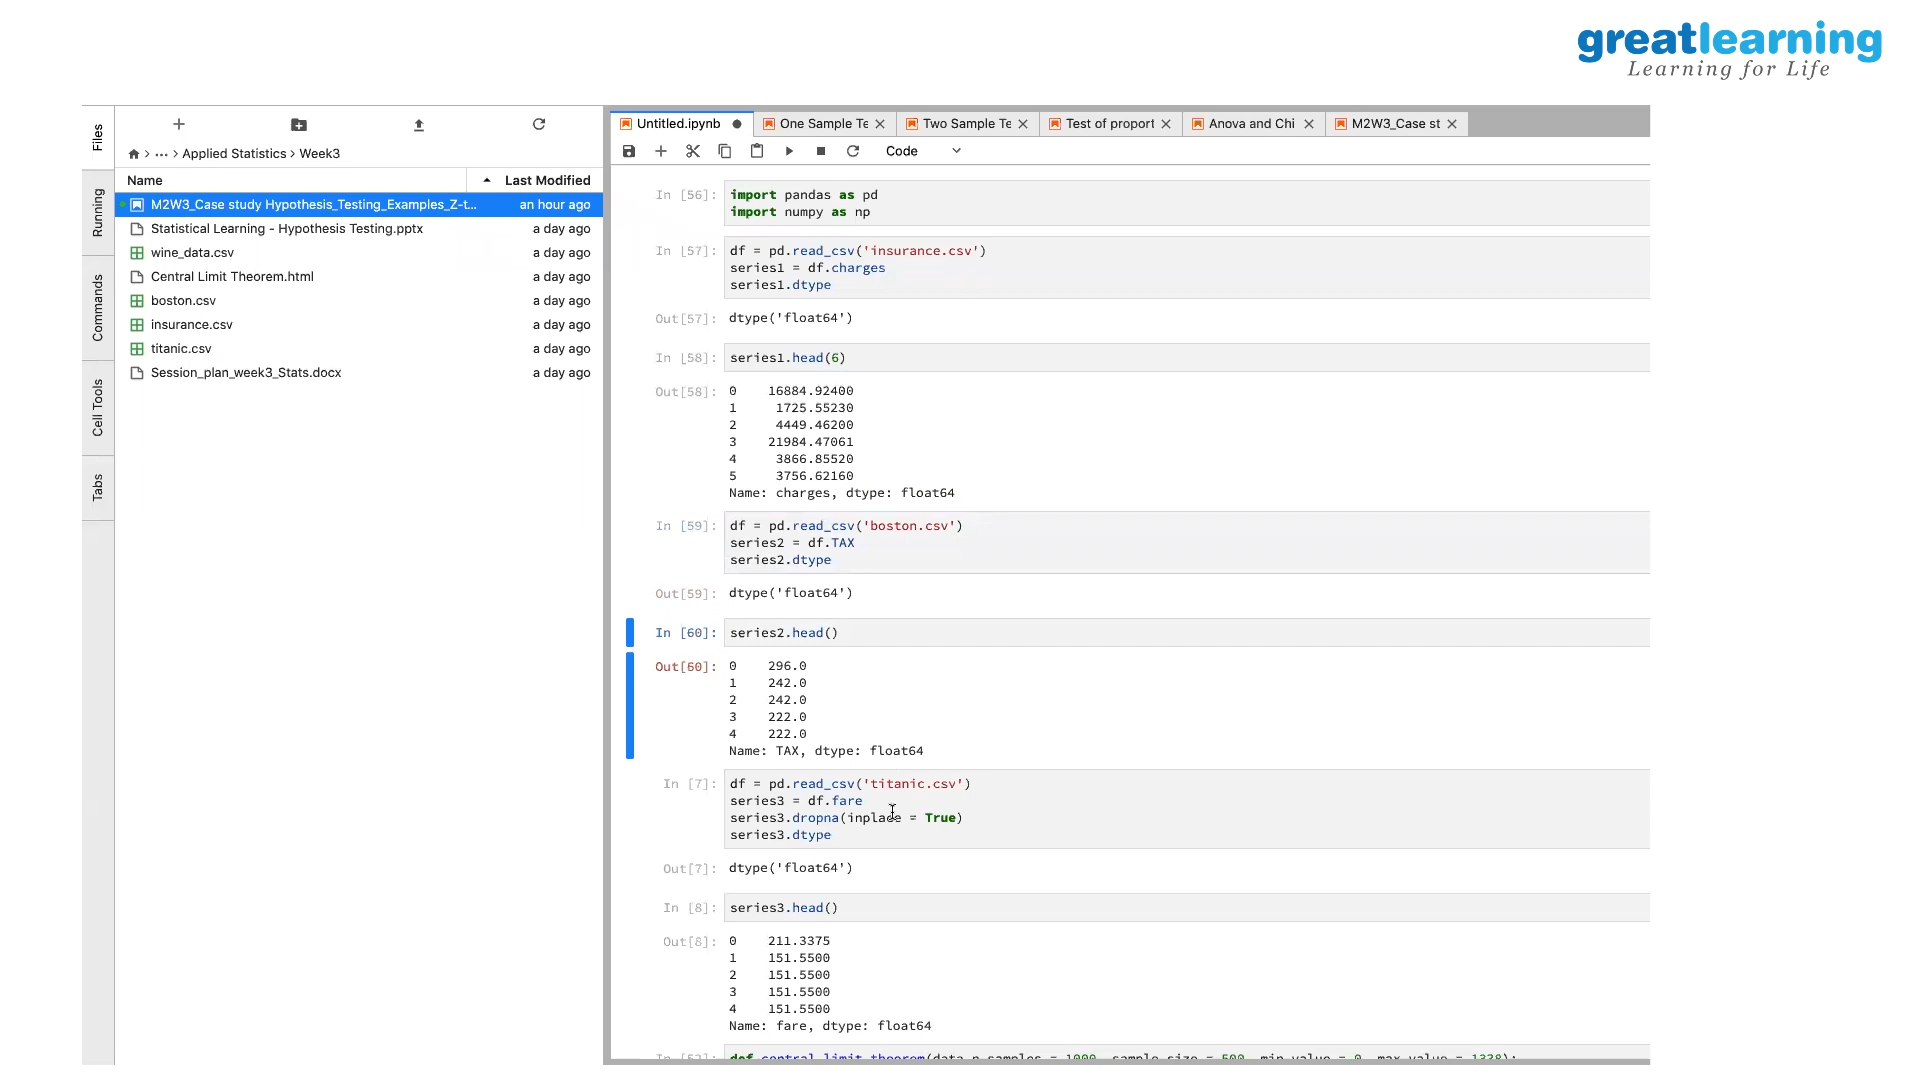 greatlearning
Learning for Life
Files
Running
Commands
Cell Tools
Tabs
… > Applied Statistics > Week3
Name Last Modified
M2W3_Case study Hypothesis_Testing_Examples_Z-t... an hour ago
Statistical Learning - Hypothesis Testing.pptx a day ago
wine_data.csv a day ago
Central Limit Theorem.html a day ago
boston.csv a day ago
insurance.csv a day ago
titanic.csv a day ago
Session_plan_week3_Stats.docx a day ago
Untitled.ipynb One Sample Te Two Sample Te Test of proport Anova and Chi M2W3_Case st
Code
In [56]: import pandas as pd
import numpy as np
In [57]: df = pd.read_csv('insurance.csv')
series1 = df.charges
series1.dtype
Out[57]: dtype('float64')
In [58]: series1.head(6)
Out[58]: 0 16884.92400
1 1725.55230
2 4449.46200
3 21984.47061
4 3866.85520
5 3756.62160
Name: charges, dtype: float64
In [59]: df = pd.read_csv('boston.csv')
series2 = df.TAX
series2.dtype
Out[59]: dtype('float64')
In [60]: series2.head()
Out[60]: 0 296.0
1 242.0
2 242.0
3 222.0
4 222.0
Name: TAX, dtype: float64
In [7]: df = pd.read_csv('titanic.csv')
series3 = df.fare
series3.dropna(inplace = True)
series3.dtype
Out[7]: dtype('float64')
In [8]: series3.head()
Out[8]: 0 211.3375
1 151.5500
2 151.5500
3 151.5500
4 151.5500
Name: fare, dtype: float64
def central_limit_theorem(data,n_samples = 1000, sample_size = 500, min_value = 0, max_value = 1338):